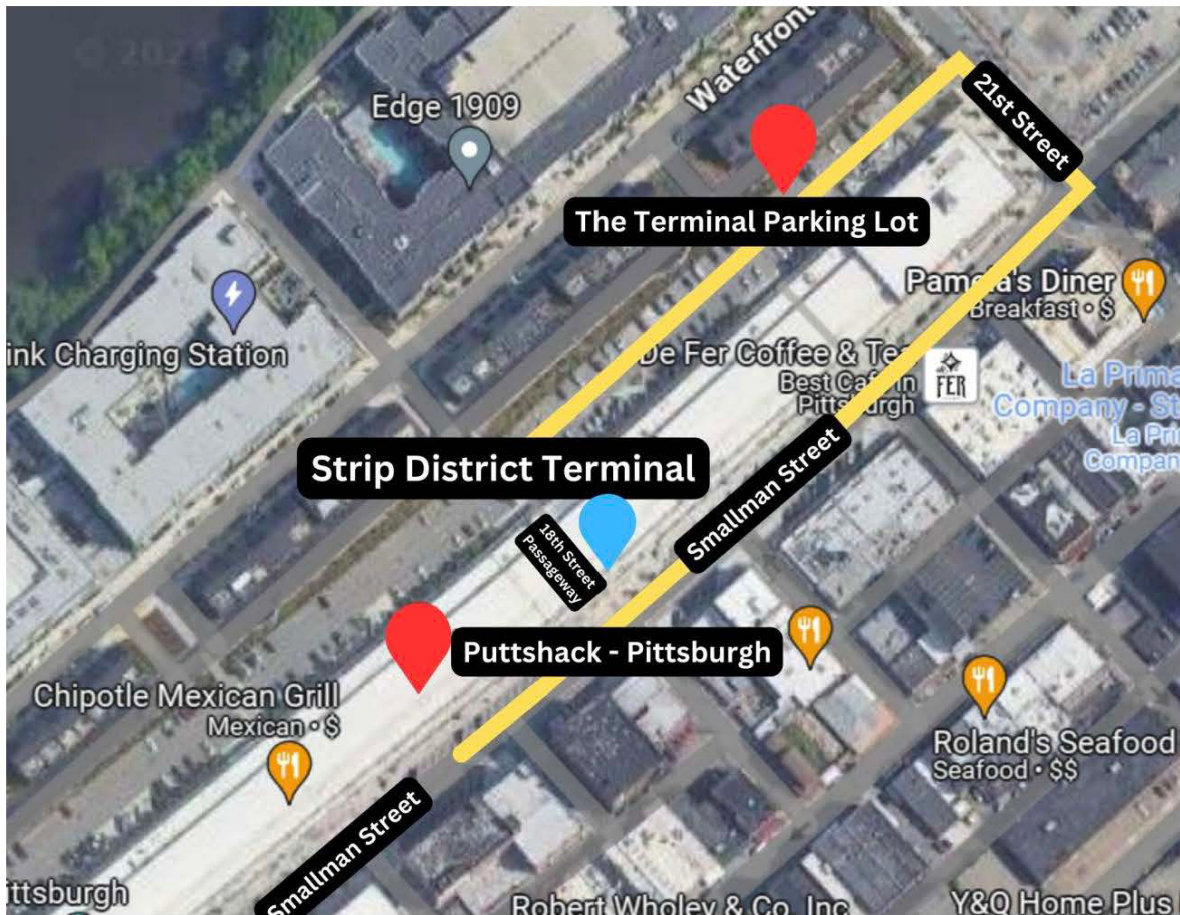 © 2021
Edge 1909
Waterfront
21st Street
The Terminal Parking Lot
Pamela's Diner
Breakfast • $
ink Charging Station
De Fer Coffee & Tea
Best Cafe in
Pittsburgh
FER
La Prima
Company - St
La Pri
Compan
Strip District Terminal
Smallman Street
18th Street
Passageway
Puttshack - Pittsburgh
Chipotle Mexican Grill
Mexican • $
Roland's Seafood
Seafood • $$
Smallman Street
ittsburgh
Robert Wholey & Co. Inc
Y&Q Home Plus